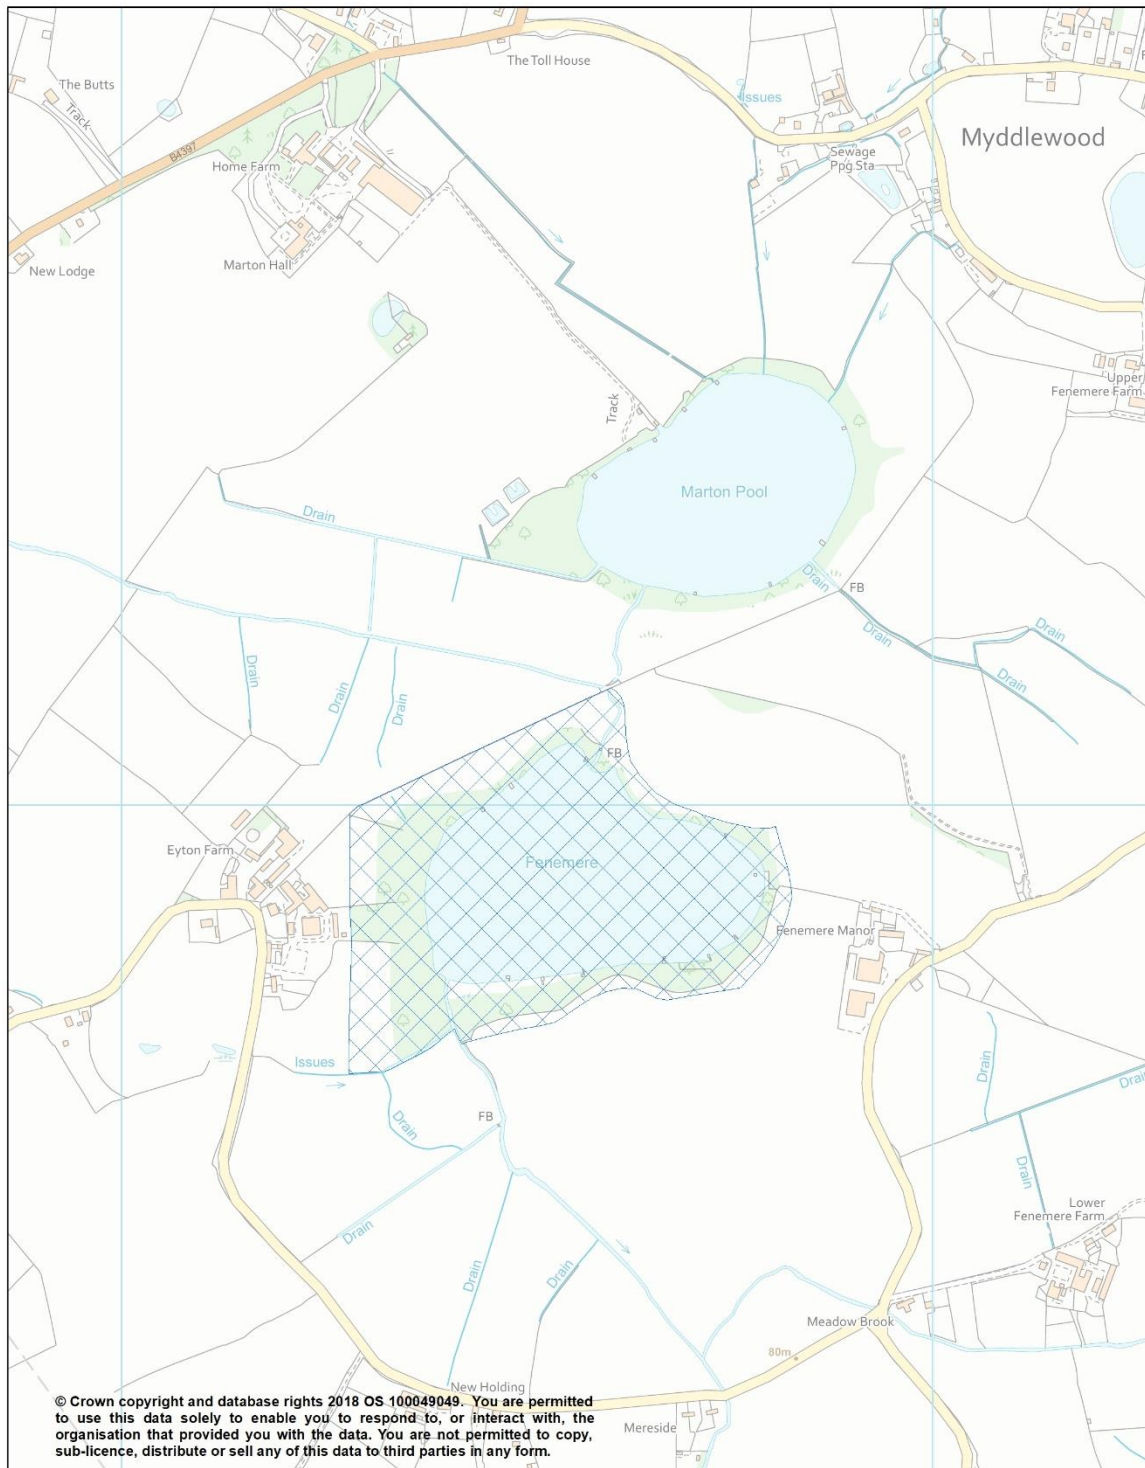 The Toll House
The Butts
Track
B4397
Issues
Myddlewood
Sewage
Ppg Sta
Home Farm
Marton Hall
New Lodge
Upper
Fenemere Farm
Track
Marton Pool
Drain
Drain
FB
Drain
Drain
Drain
Drain
Drain
Drain
FB
Eyton Farm
Fenemere
Fenemere Manor
Issues
Drain
FB
Drain
Drain
Drain
Drain
Drain
Drain
Lower
Fenemere Farm
Meadow Brook
80m
New Holding
Mereside
© Crown copyright and database rights 2018 OS 100049049. You are permitted
to use this data solely to enable you to respond to, or interact with, the
organisation that provided you with the data. You are not permitted to copy,
sub-licence, distribute or sell any of this data to third parties in any form.